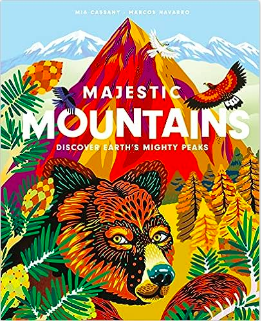 MIA CASSANY · MARCOS NAVARRO
MAJESTIC
MOUNTAINS
DISCOVER EARTH'S MIGHTY PEAKS